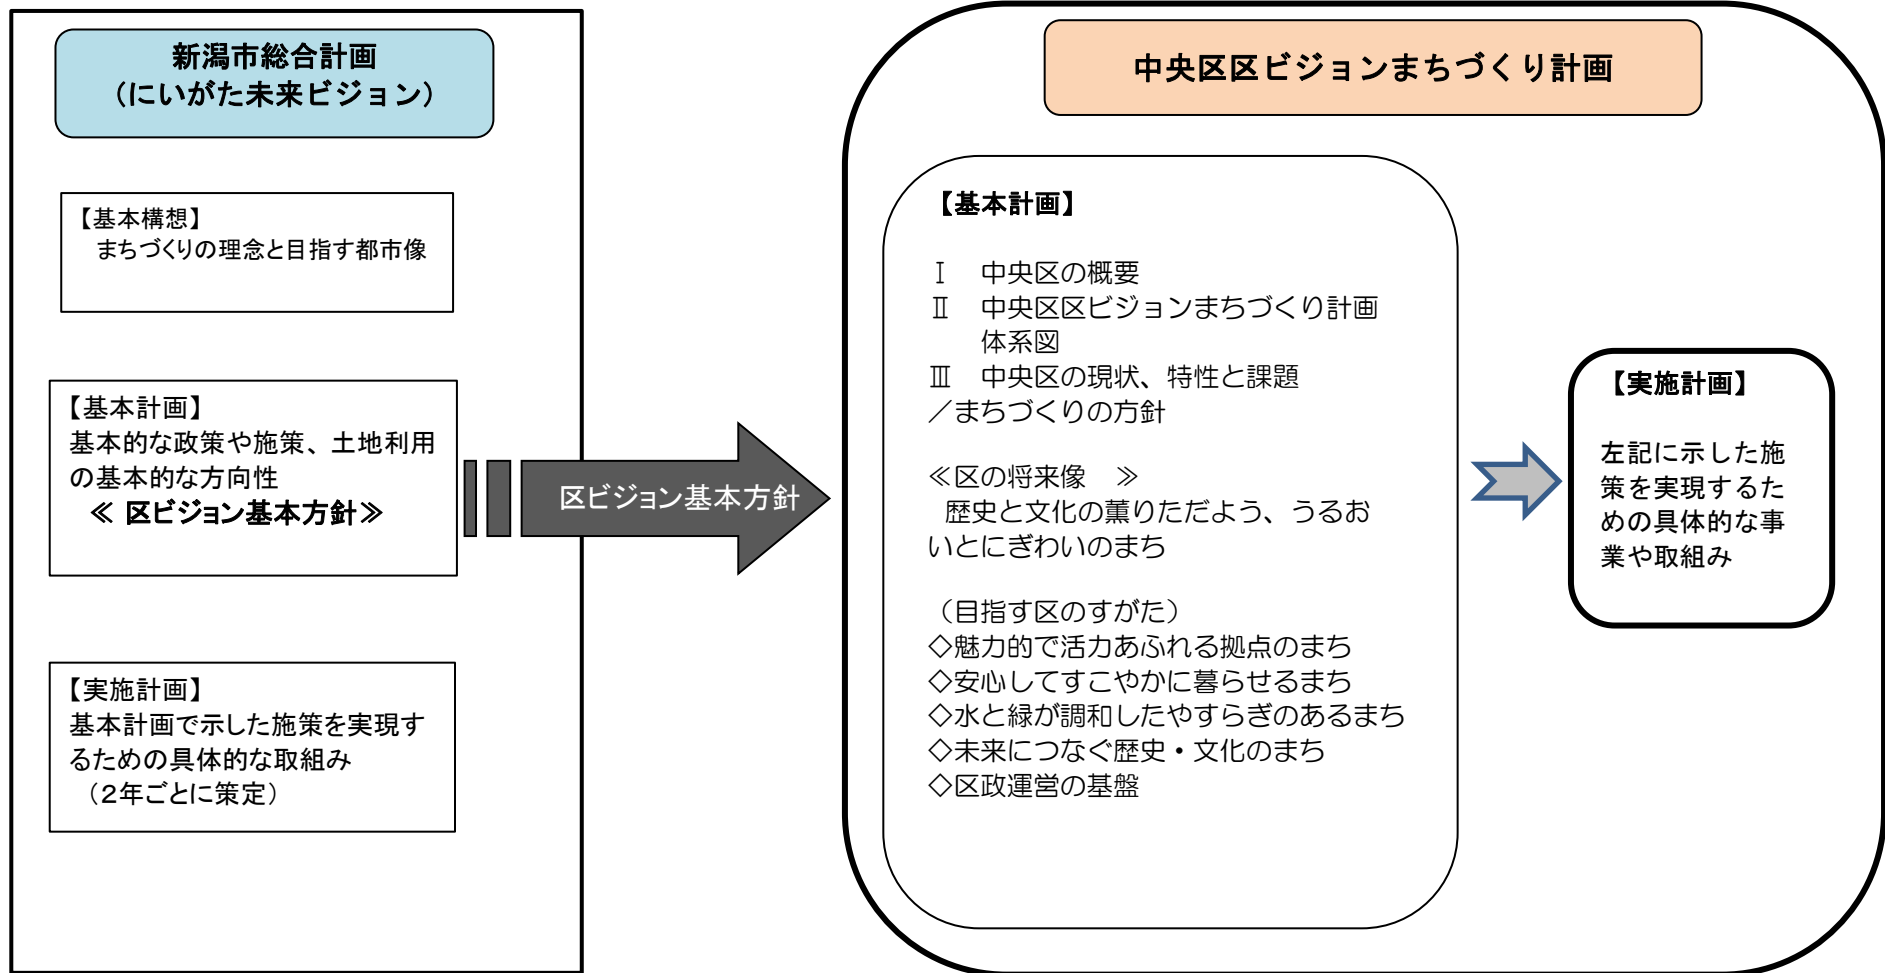 新潟市総合計画
（にいがた未来ビジョン）
【基本構想】
まちづくりの理念と目指す都市像
【基本計画】
基本的な政策や施策、土地利用
の基本的な方向性
≪ 区ビジョン基本方針≫
【実施計画】
基本計画で示した施策を実現す
るための具体的な取組み
（２年ごとに策定）
区ビジョン基本方針
中央区区ビジョンまちづくり計画
【基本計画】
Ⅰ　中央区の概要
Ⅱ　中央区区ビジョンまちづくり計画
体系図
Ⅲ　中央区の現状、特性と課題
／まちづくりの方針
≪区の将来像　≫
歴史と文化の薫りただよう、うるお
いとにぎわいのまち
（目指す区のすがた）
◇魅力的で活力あふれる拠点のまち
◇安心してすこやかに暮らせるまち
◇水と緑が調和したやすらぎのあるまち
◇未来につなぐ歴史・文化のまち
◇区政運営の基盤
【実施計画】
左記に示した施
策を実現するた
めの具体的な事
業や取組み